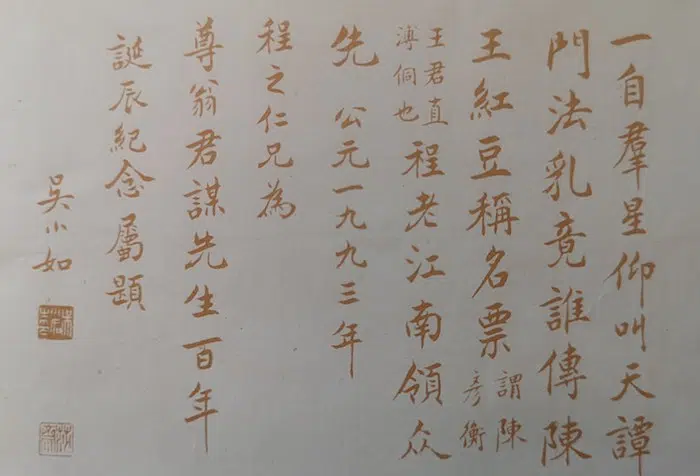 一自羣星仰叫天譚
門法乳竟誰傳陳
王紅豆稱名票
謂陳
彥衡
王君直
溥侗也
程老江南領众
先 公元一九九三年
程之仁兄為
尊翁君謀先生百年
誕辰紀念屬題
吳小如